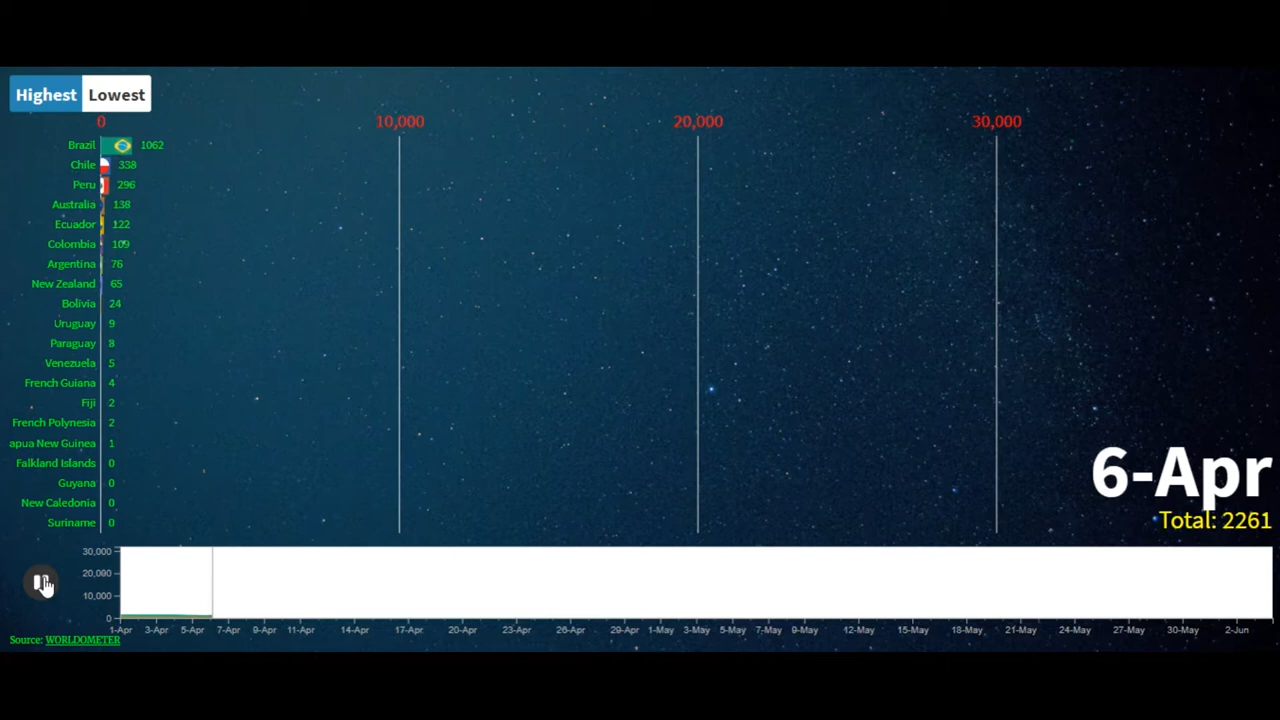 Highest Lowest
0 10,000 20,000 30,000
Brazil 1062
Chile 338
Peru 296
Australia 138
Ecuador 122
Colombia 109
Argentina 76
New Zealand 65
Bolivia 24
Uruguay 9
Paraguay 8
Venezuela 5
French Guiana 4
Fiji 2
French Polynesia 2
apua New Guinea 1
Falkland Islands 0
Guyana 0
New Caledonia 0
Suriname 0
6-Apr
Total: 2261
30,000
20,000
10,000
0
1-Apr 3-Apr 5-Apr 7-Apr 9-Apr 11-Apr 14-Apr 17-Apr 20-Apr 23-Apr 26-Apr 29-Apr 1-May 3-May 5-May 7-May 9-May 12-May 15-May 18-May 21-May 24-May 27-May 30-May 2-Jun
Source: WORLDOMETER